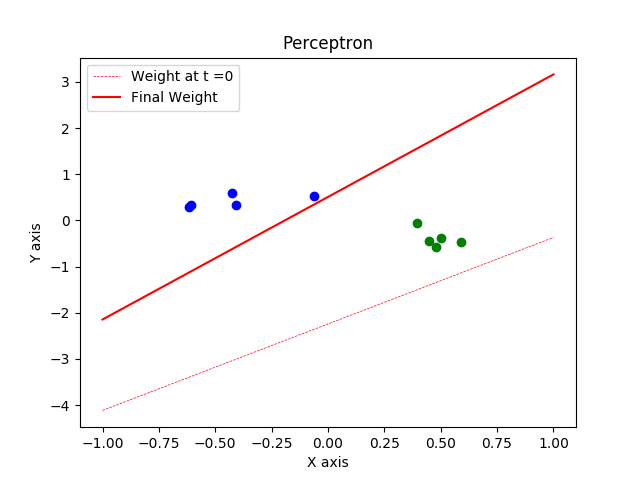 Perceptron
Weight at t =0
Final Weight
3
2
1
0
−1
−2
−3
−4
Y axis
−1.00 −0.75 −0.50 −0.25 0.00 0.25 0.50 0.75 1.00
X axis